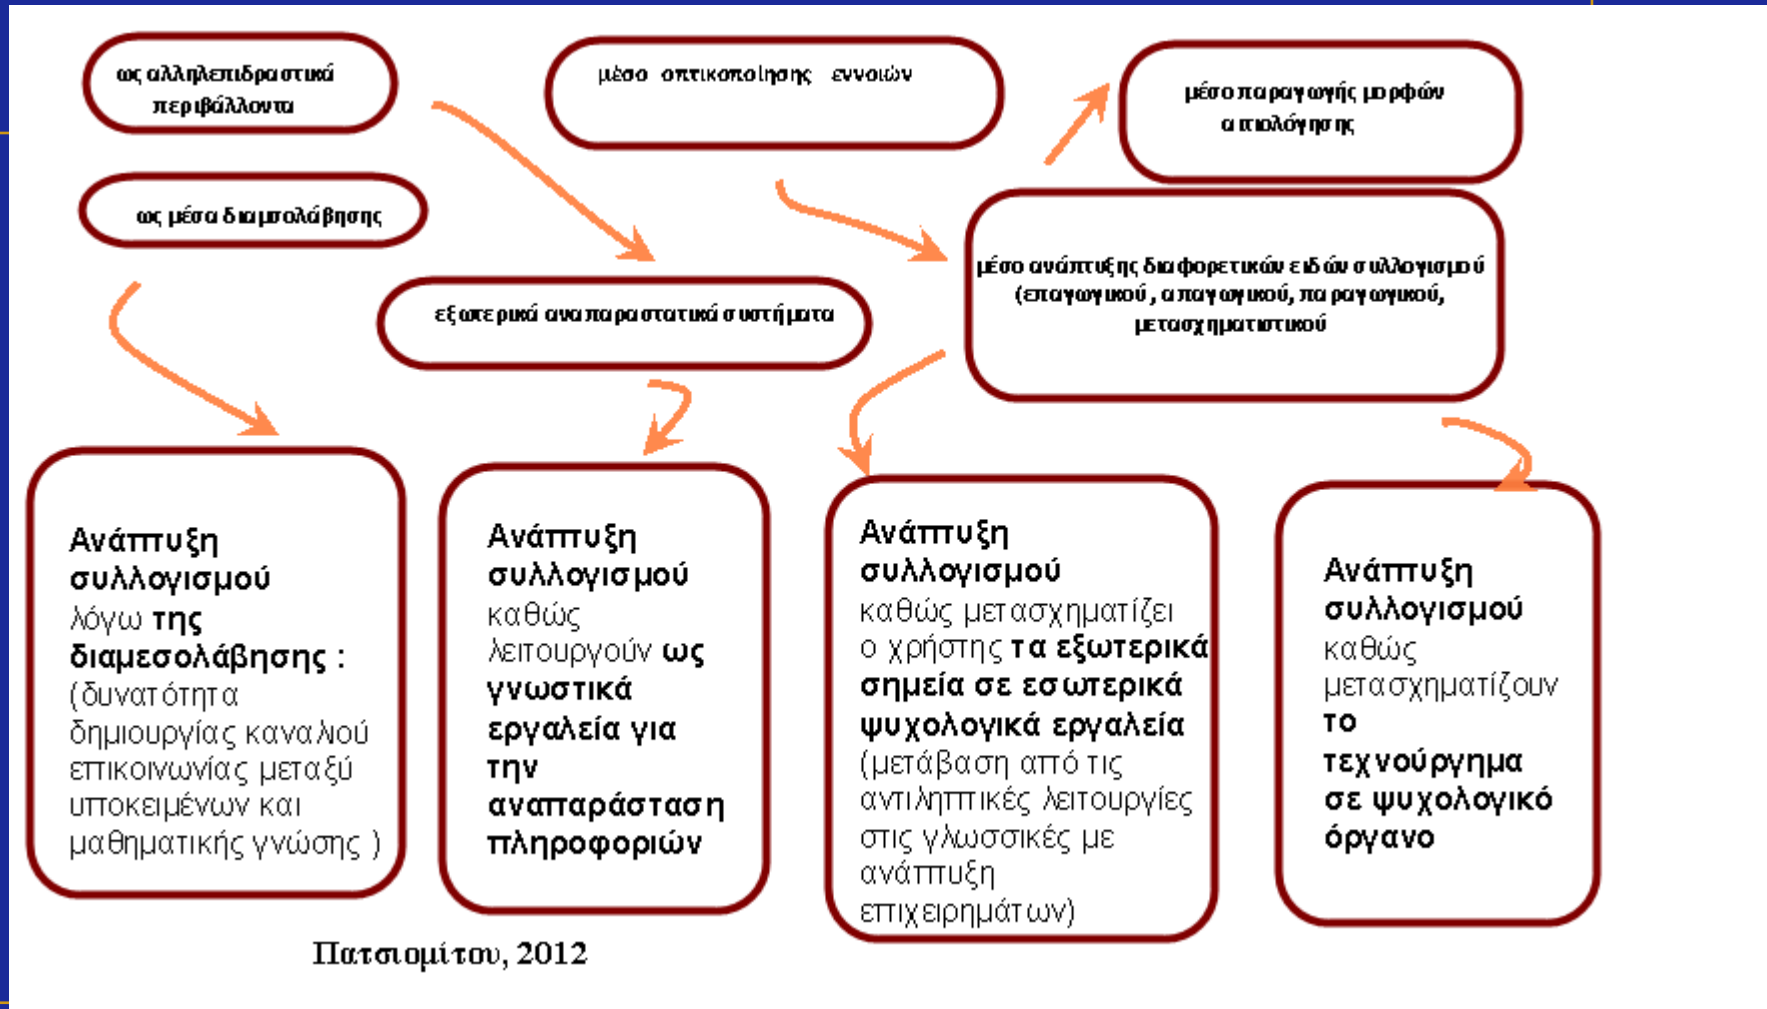 ως αλληλεπιδραστικά
περιβάλλοντα
μέσο οπτικοποίησης εννοιών
μέσο παραγωγής μορφών
αιτιολόγησης
ως μέσα διαμεσολάβησης
μέσο ανάπτυξης διαφορετικών ειδών συλλογισμού
(επαγωγικού, απαγωγικού, παραγωγικού,
μετασχηματιστικού
εξωτερικά αναπαραστατικά συστήματα
Ανάπτυξη
συλλογισμού
λόγω της
διαμεσολάβησης :
(δυνατότητα
δημιουργίας καναλιού
επικοινωνίας μεταξύ
υποκειμένων και
μαθηματικής γνώσης )
Ανάπτυξη
συλλογισμού
καθώς
λειτουργούν ως
γνωστικά
εργαλεία για
την
αναπαράσταση
πληροφοριών
Ανάπτυξη
συλλογισμού
καθώς μετασχηματίζει
ο χρήστης τα εξωτερικά
σημεία σε εσωτερικά
ψυχολογικά εργαλεία
(μετάβαση από τις
αντιληπτικές λειτουργίες
στις γλωσσικές με
ανάπτυξη
επιχειρημάτων)
Ανάπτυξη
συλλογισμού
καθώς
μετασχηματίζουν
το
τεχνούργημα
σε ψυχολογικό
όργανο
Πατσιομίτου, 2012